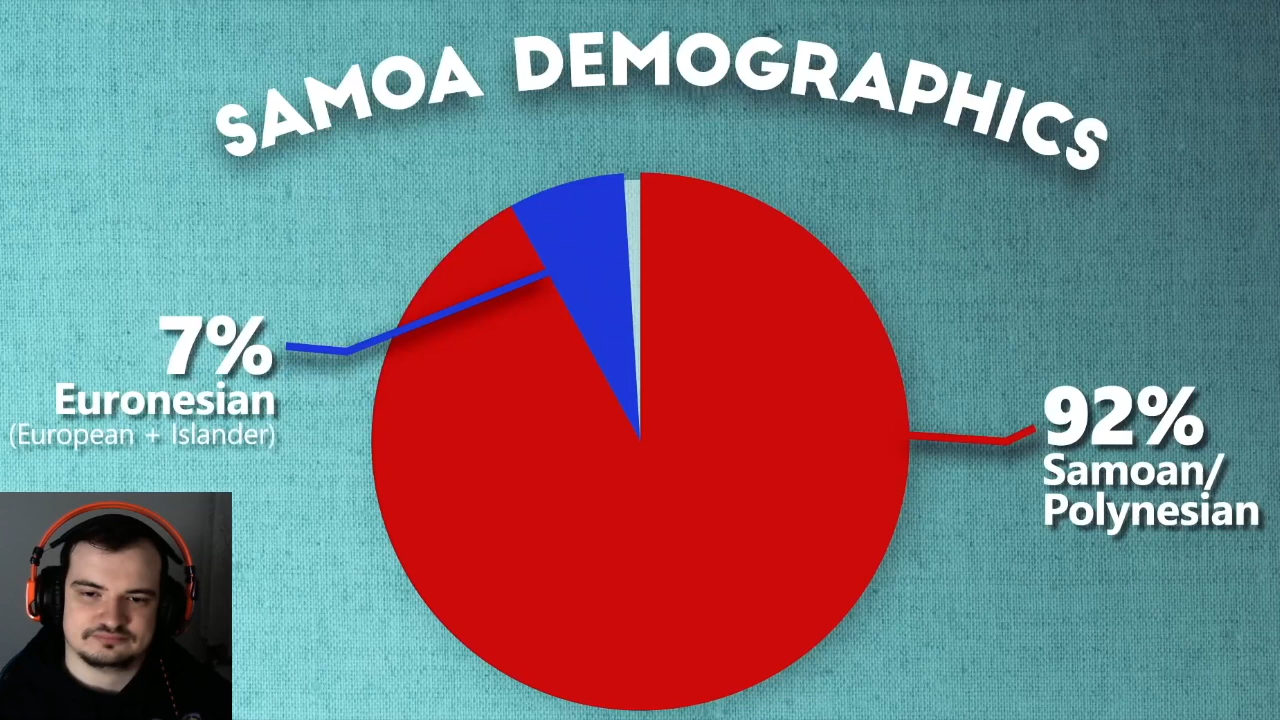 SAMOA DEMOGRAPHICS
7%
Euronesian
(European + Islander)
92%
Samoan/
Polynesian